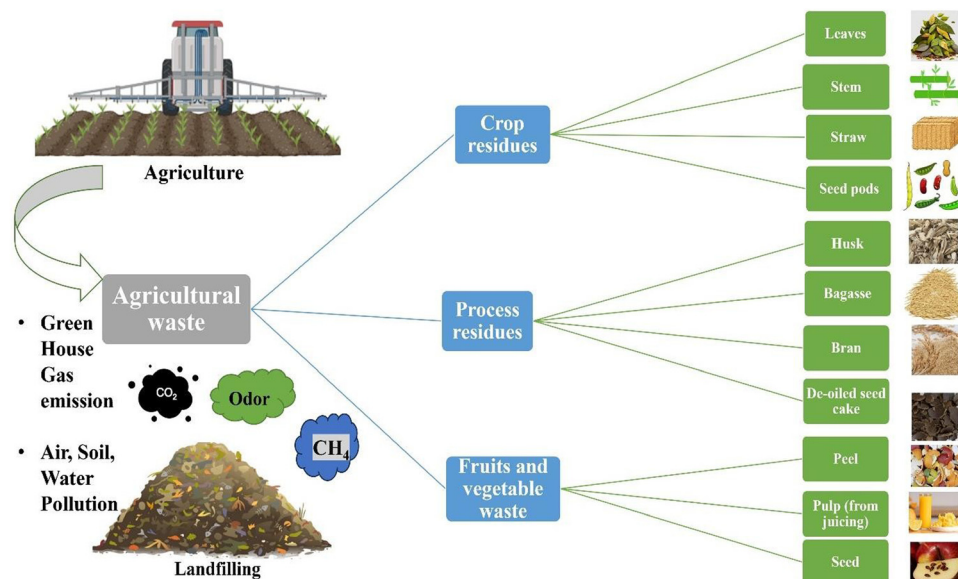 Agriculture
Agricultural
waste
• Green
House
Gas
emission
CO2
Odor
CH4
• Air, Soil,
Water
Pollution
Landfilling
Crop
residues
Process
residues
Fruits and
vegetable
waste
Leaves
Stem
Straw
Seed pods
Husk
Bagasse
Bran
De-oiled seed
cake
Peel
Pulp (from
juicing)
Seed